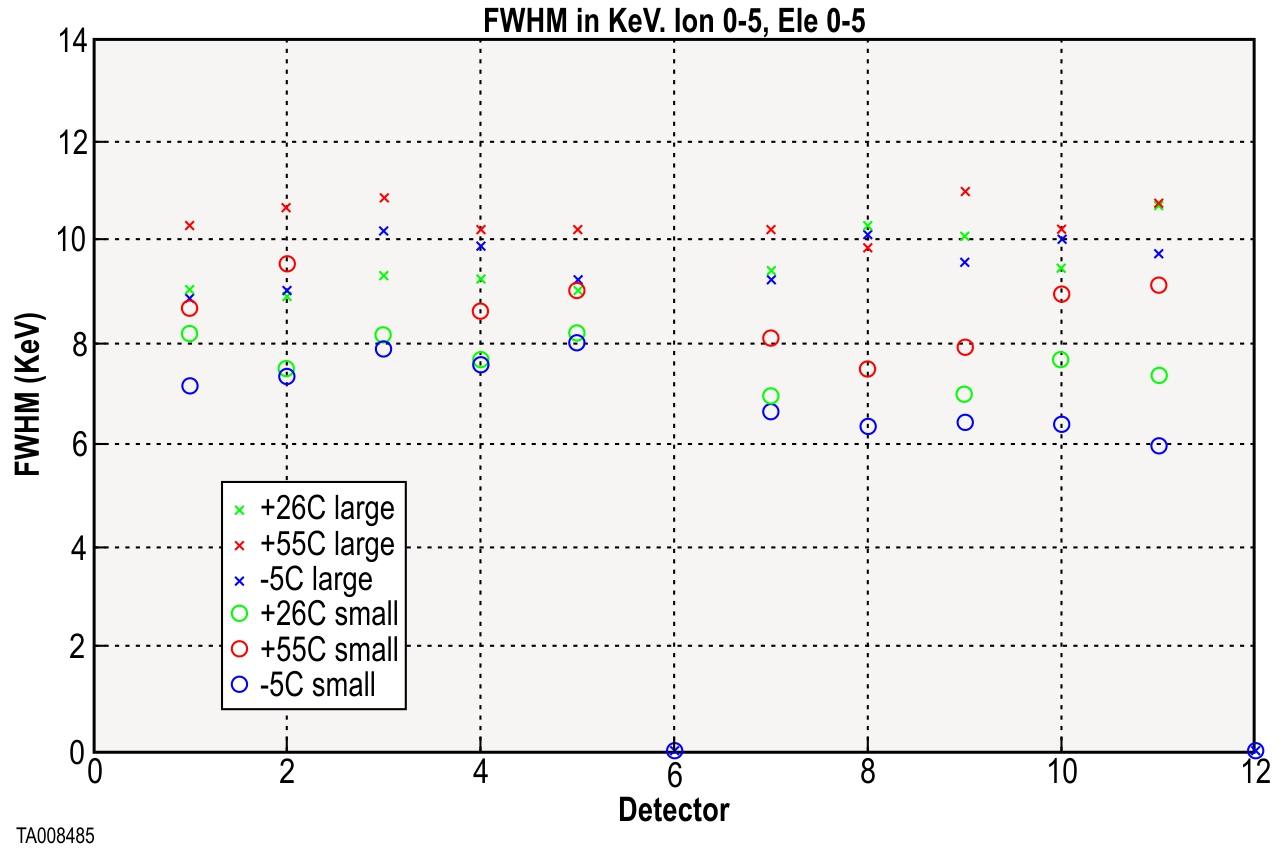 FWHM in KeV. Ion 0-5, Ele 0-5
14
12
10
8
6
4
2
0
FWHM (KeV)
+26C large
+55C large
-5C large
+26C small
+55C small
-5C small
0 2 4 6 8 10 12
Detector
TA008485